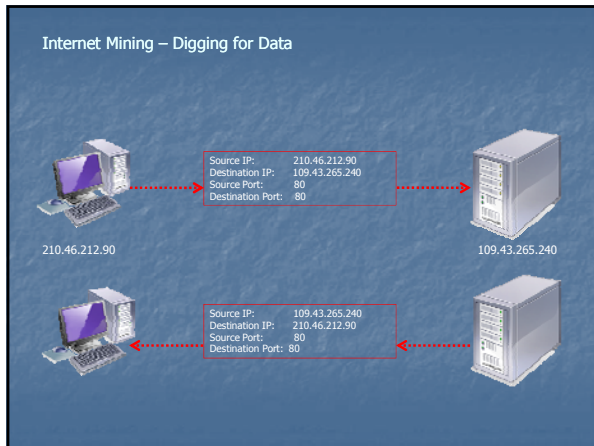 Internet Mining – Digging for Data
Source IP: 210.46.212.90
Destination IP: 109.43.265.240
Source Port: 80
Destination Port: 80
210.46.212.90
109.43.265.240
Source IP: 109.43.265.240
Destination IP: 210.46.212.90
Source Port: 80
Destination Port: 80